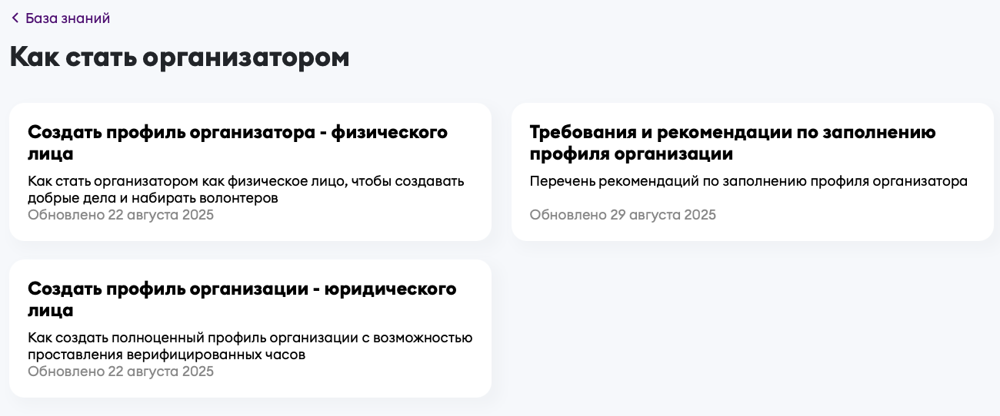 База знаний
Как стать организатором
Создать профиль организатора - физического
лица
Как стать организатором как физическое лицо, чтобы создавать
добрые дела и набирать волонтеров
Обновлено 22 августа 2025
Требования и рекомендации по заполнению
профиля организации
Перечень рекомендаций по заполнению профиля организатора
Обновлено 29 августа 2025
Создать профиль организации - юридического
лица
Как создать полноценный профиль организации с возможностью
проставления верифицированных часов
Обновлено 22 августа 2025